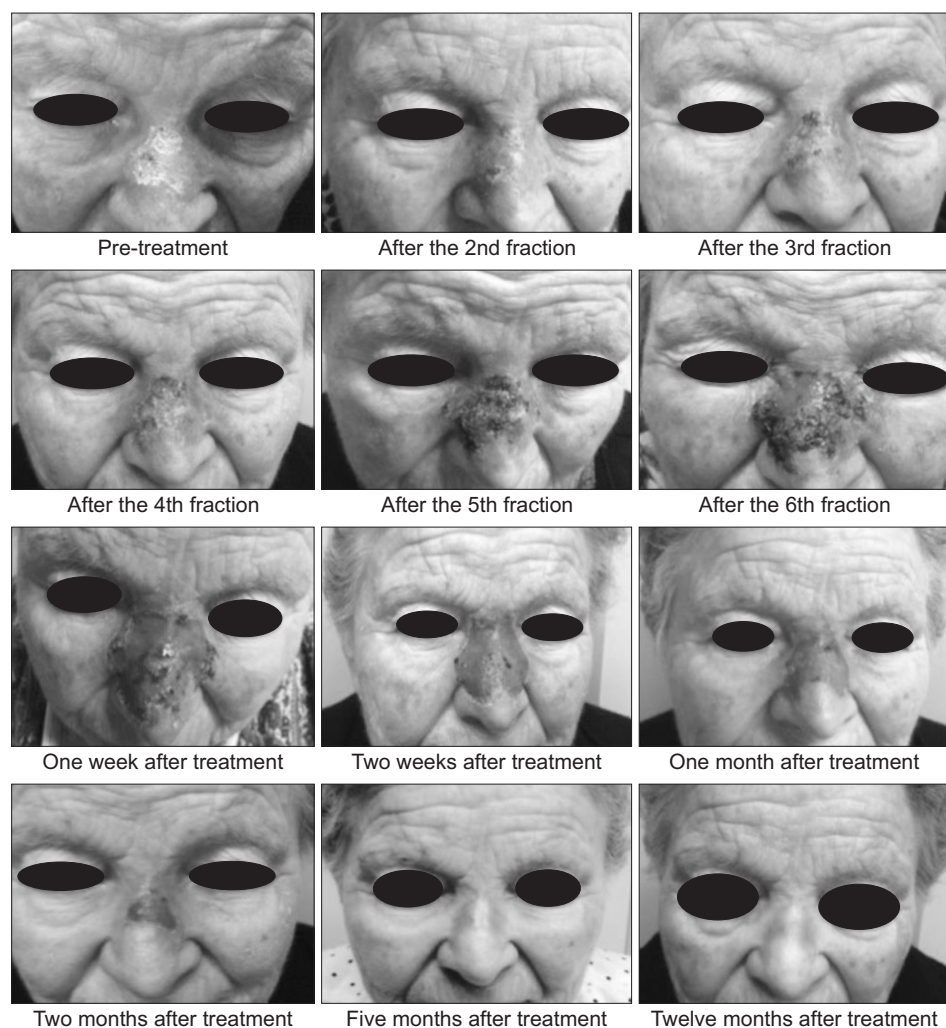 Pre-treatment
After the 2nd fraction
After the 3rd fraction
After the 4th fraction
After the 5th fraction
After the 6th fraction
One week after treatment
Two weeks after treatment
One month after treatment
Two months after treatment
Five months after treatment
Twelve months after treatment